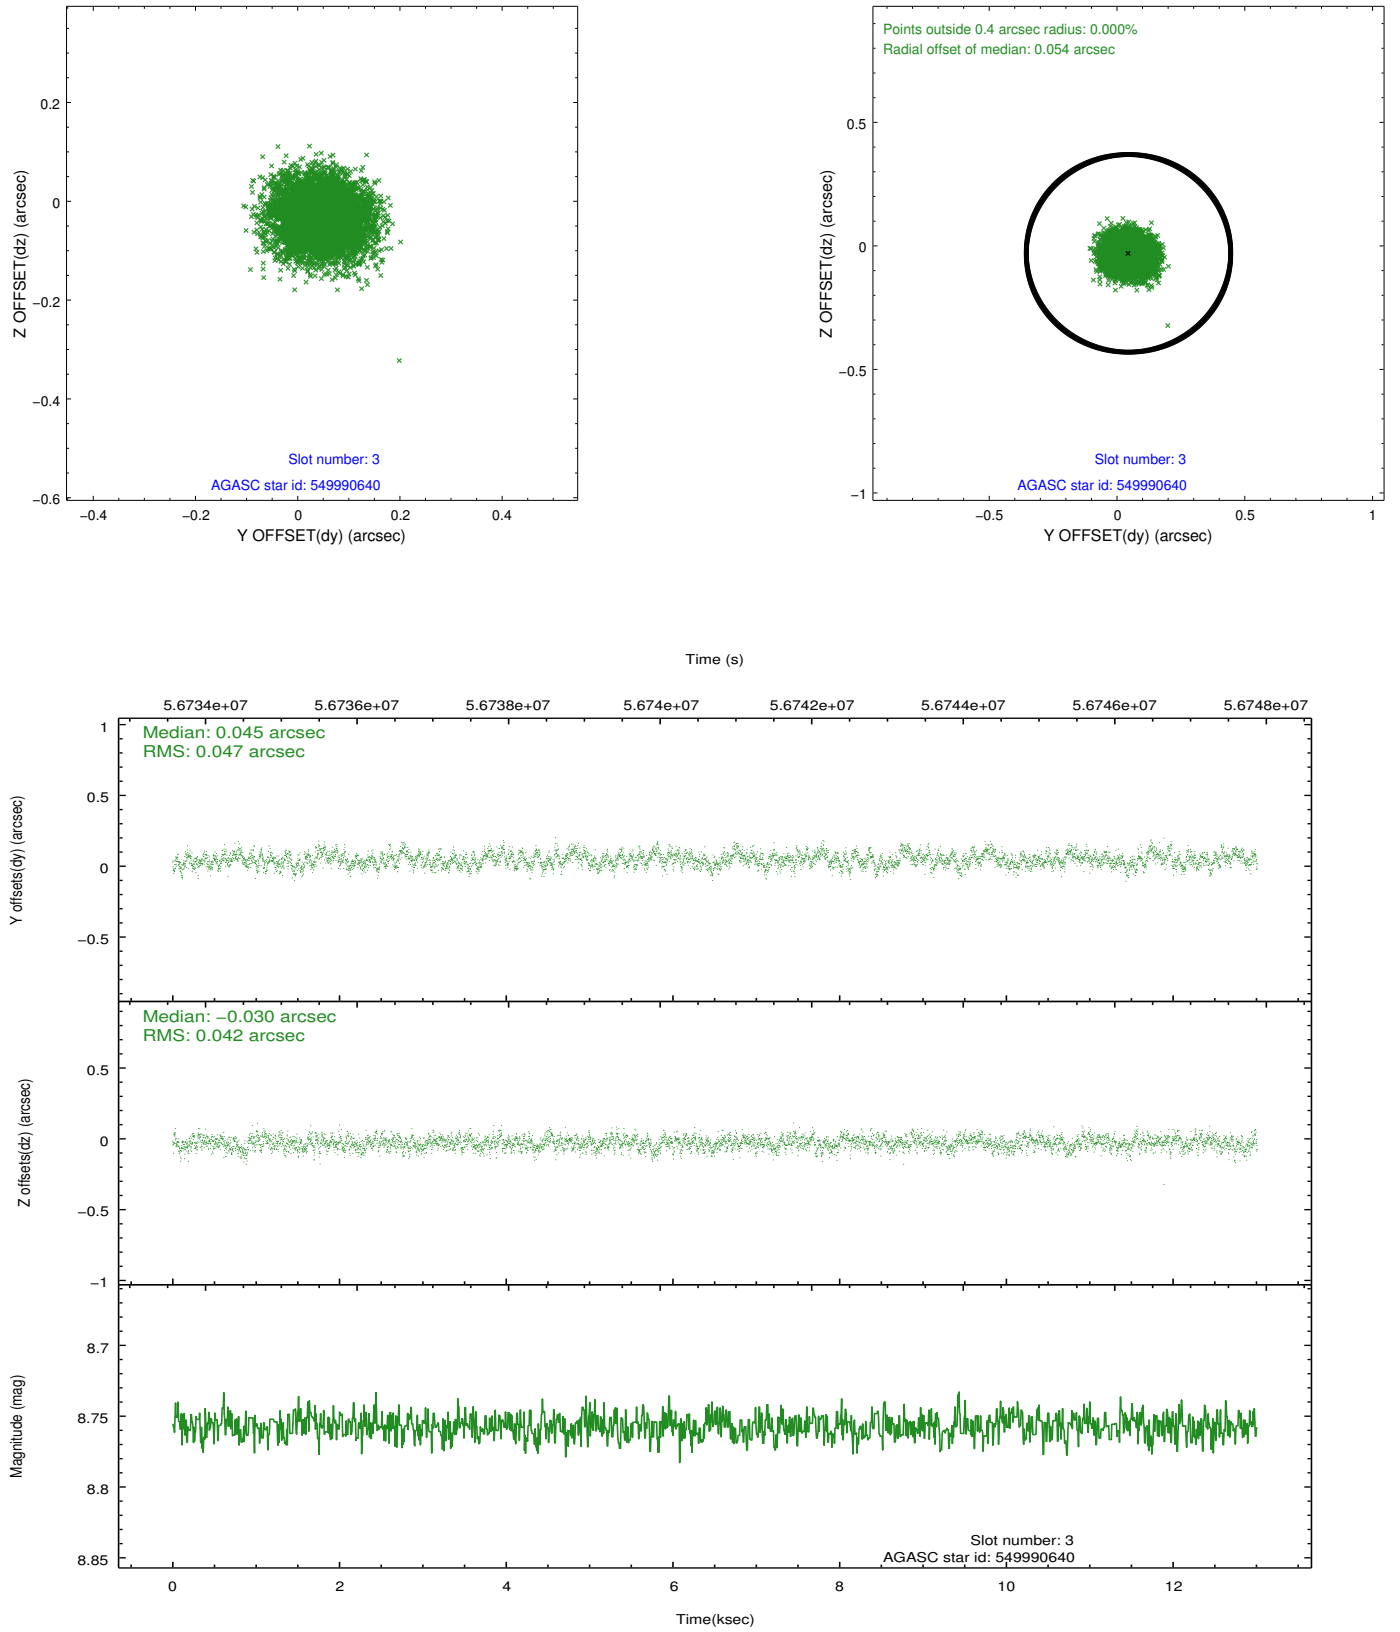 0.2
0
−0.2
−0.4
−0.6
Z OFFSET(dz) (arcsec)
Slot number: 3
AGASC star id: 549990640
−0.4 −0.2 0 0.2 0.4
Y OFFSET(dy) (arcsec)
Points outside 0.4 arcsec radius: 0.000%
Radial offset of median: 0.054 arcsec
0.5
0
−0.5
−1
Z OFFSET(dz) (arcsec)
Slot number: 3
AGASC star id: 549990640
−0.5 0 0.5 1
Y OFFSET(dy) (arcsec)
Time (s)
5.6734e+07 5.6736e+07 5.6738e+07 5.674e+07 5.6742e+07 5.6744e+07 5.6746e+07 5.6748e+07
Median: 0.045 arcsec
RMS: 0.047 arcsec
1
0.5
0
−0.5
Y offsets(dy) (arcsec)
Median: −0.030 arcsec
RMS: 0.042 arcsec
0.5
0
−0.5
−1
Z offsets(dz) (arcsec)
8.7
8.75
8.8
8.85
Magnitude (mag)
Slot number: 3
AGASC star id: 549990640
0 2 4 6 8 10 12
Time(ksec)